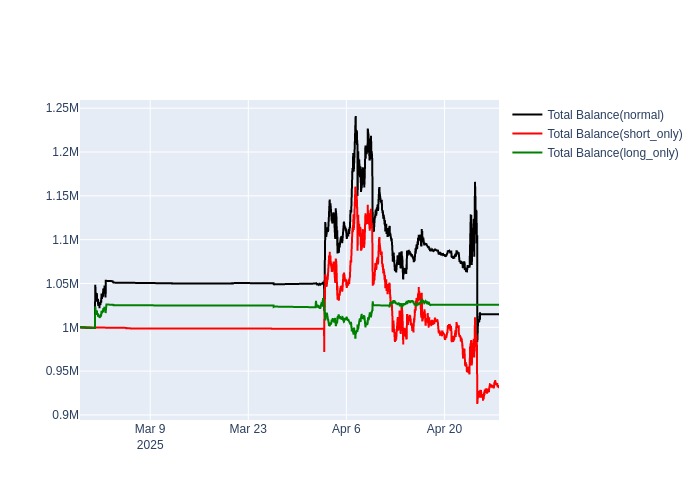 1.25M
1.2M
1.15M
1.1M
1.05M
1M
0.95M
0.9M
Mar 9
2025
Mar 23
Apr 6
Apr 20
Total Balance(normal)
Total Balance(short_only)
Total Balance(long_only)